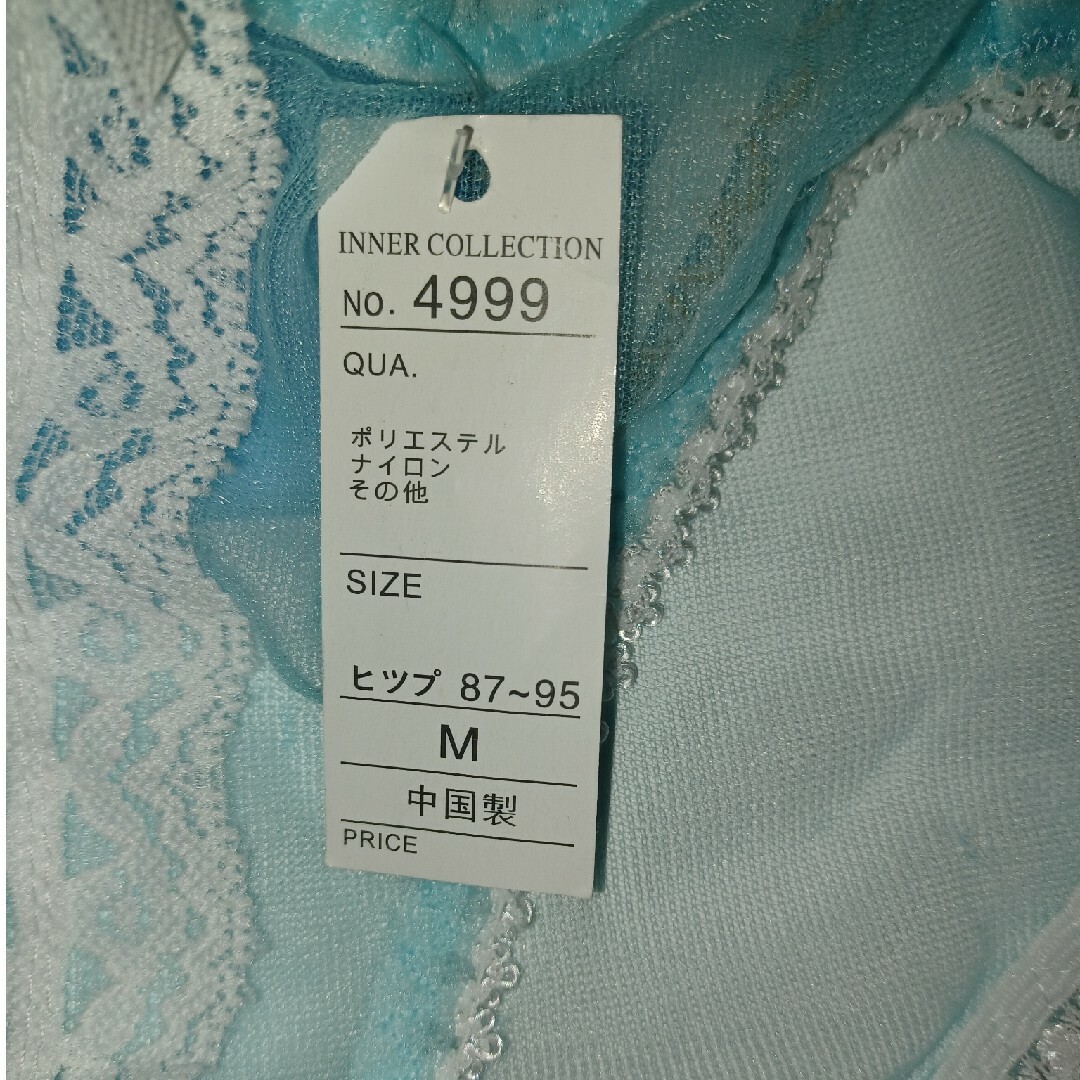 INNER COLLECTION
NO. 4999
QUA.
ポリエステル
ナイロン
その他
SIZE
ヒツプ 87~95
M
中国製
PRICE